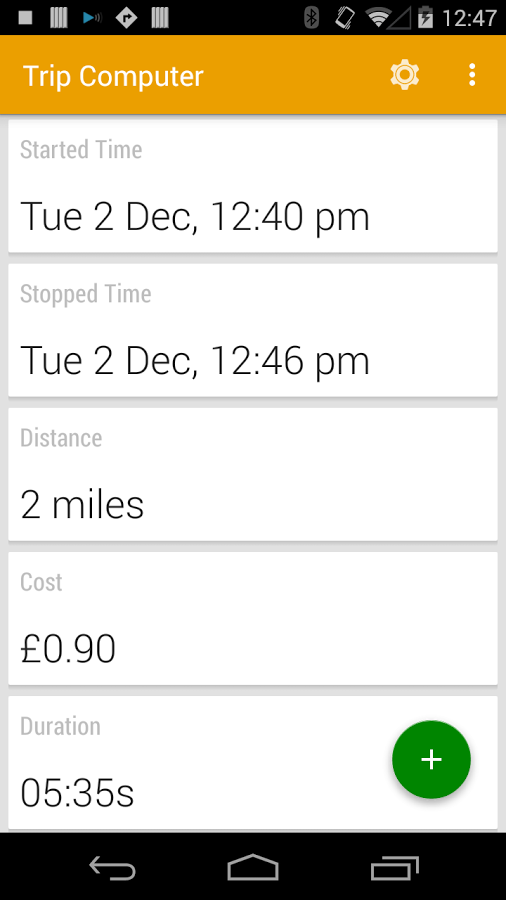 12:47
Trip Computer
Started Time
Tue 2 Dec, 12:40 pm
Stopped Time
Tue 2 Dec, 12:46 pm
Distance
2 miles
Cost
£0.90
Duration
05:35s